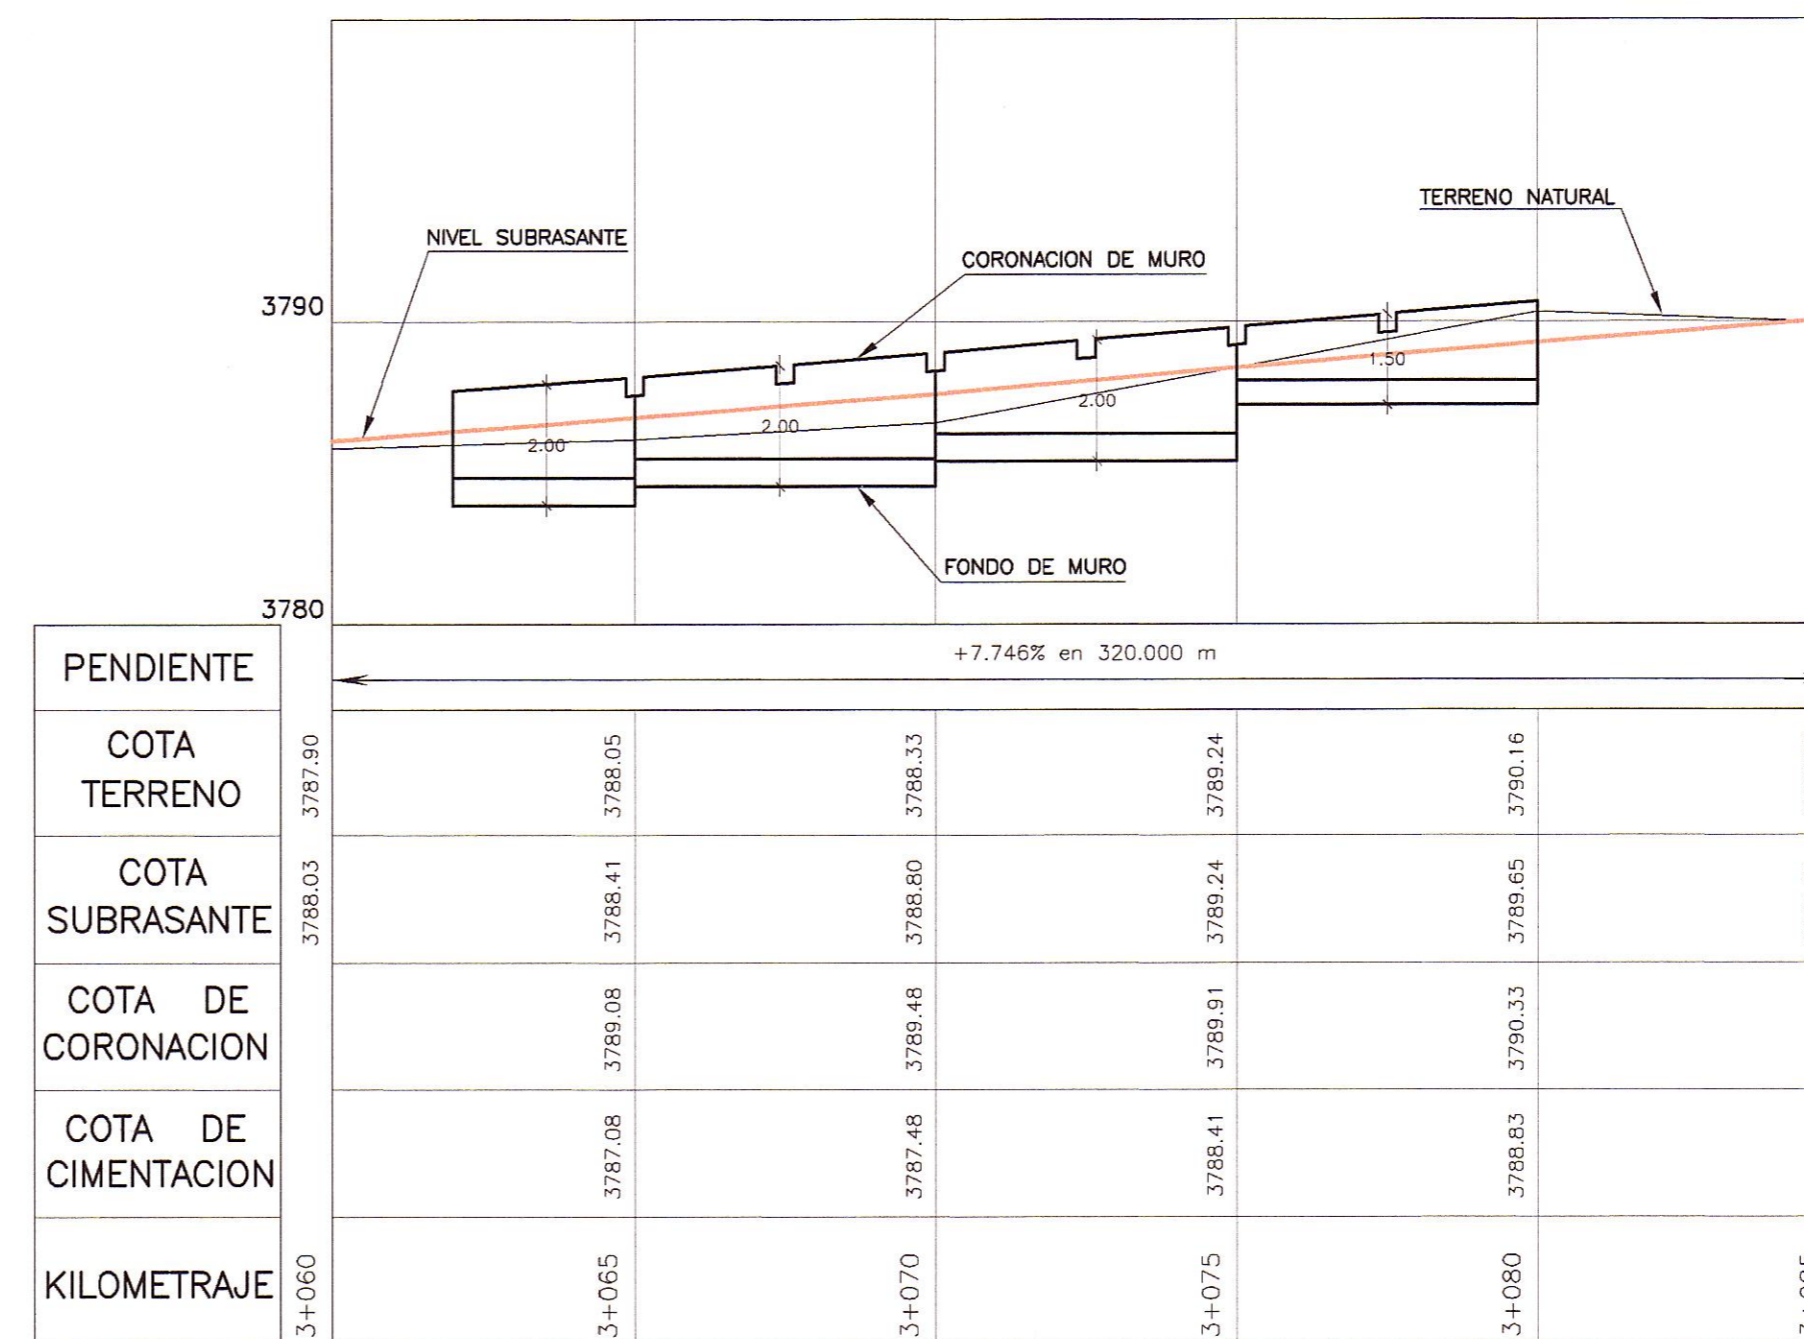 TERRENO NATURAL
NIVEL SUBRASANTE
CORONACION DE MURO
3790
1.50
2.00
2.00
2.00
FONDO DE MURO
3780
PENDIENTE
+7.746% en 320.000 m
COTA
TERRENO
3787.90
3788.05
3788.33
3789.24
3790.16
COTA
SUBRASANTE
3788.03
3788.41
3788.80
3789.24
3789.65
COTA DE
CORONACION
3789.08
3789.48
3789.91
3790.33
COTA DE
CIMENTACION
3787.08
3787.48
3788.41
3788.83
KILOMETRAJE
3+060
3+065
3+070
3+075
3+080